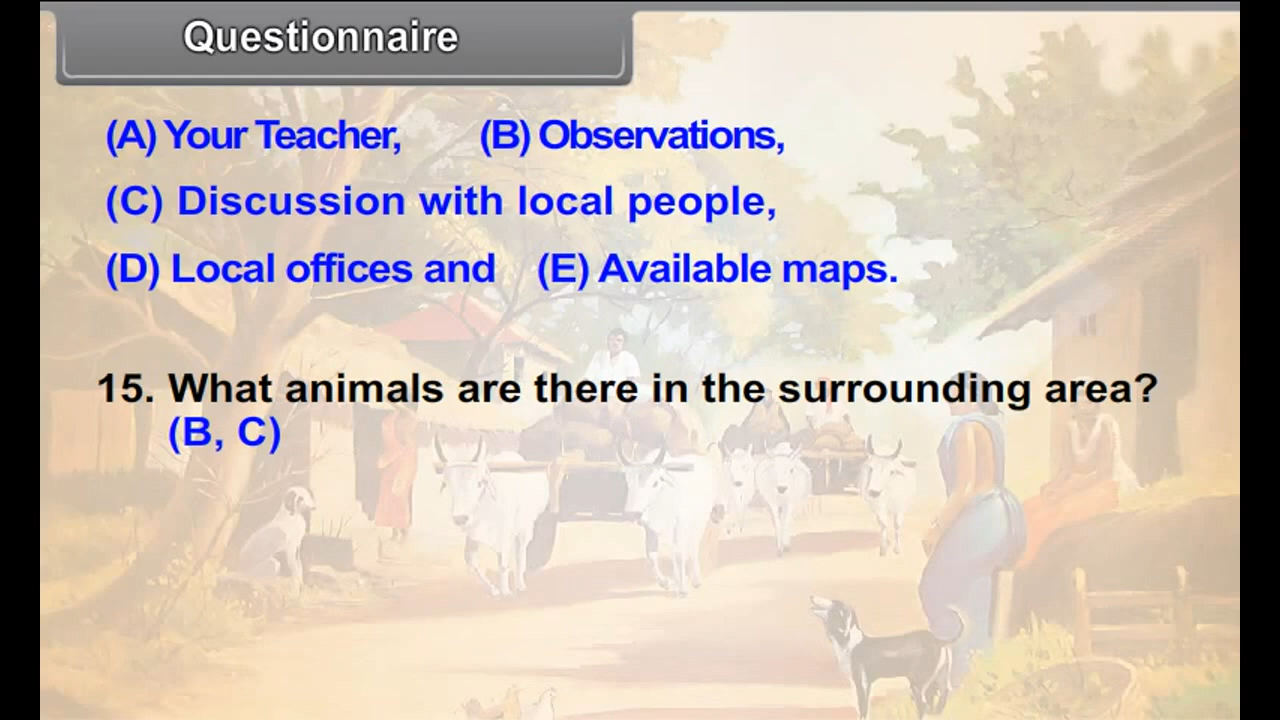 Questionnaire
(A) Your Teacher, (B) Observations,
(C) Discussion with local people,
(D) Local offices and (E) Available maps.
15. What animals are there in the surrounding area?
(B, C)